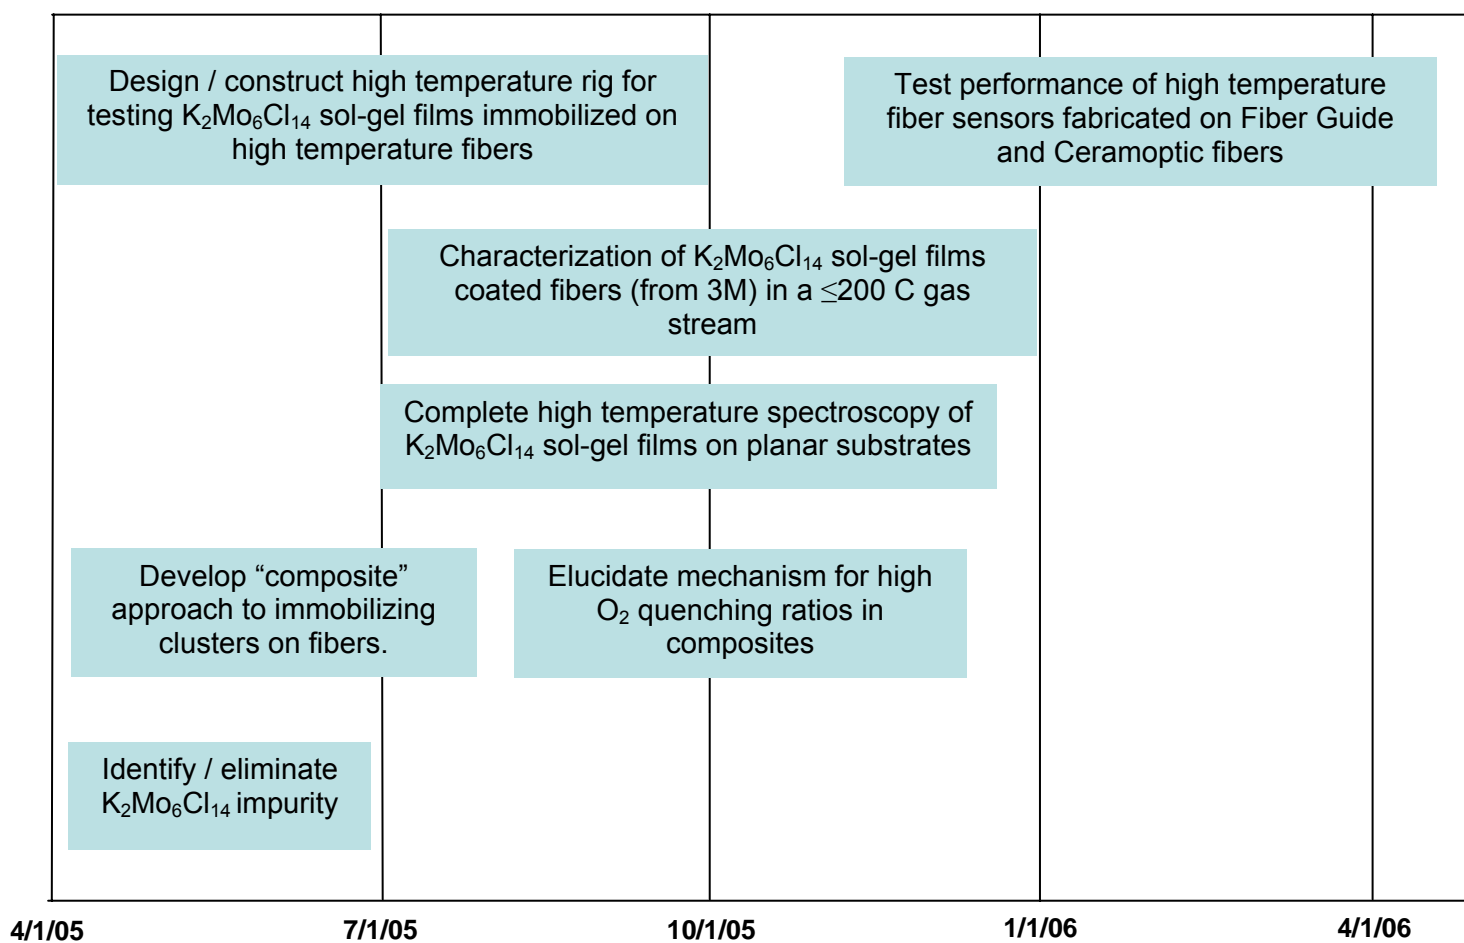 Design / construct high temperature rig for
testing K₂Mo₆Cl₁₄ sol-gel films immobilized on
high temperature fibers
Test performance of high temperature
fiber sensors fabricated on Fiber Guide
and Ceramoptic fibers
Characterization of K₂Mo₆Cl₁₄ sol-gel films
coated fibers (from 3M) in a ≤200 C gas
stream
Complete high temperature spectroscopy of
K₂Mo₆Cl₁₄ sol-gel films on planar substrates
Develop “composite”
approach to immobilizing
clusters on fibers.
Elucidate mechanism for high
O₂ quenching ratios in
composites
Identify / eliminate
K₂Mo₆Cl₁₄ impurity
4/1/05 7/1/05 10/1/05 1/1/06 4/1/06